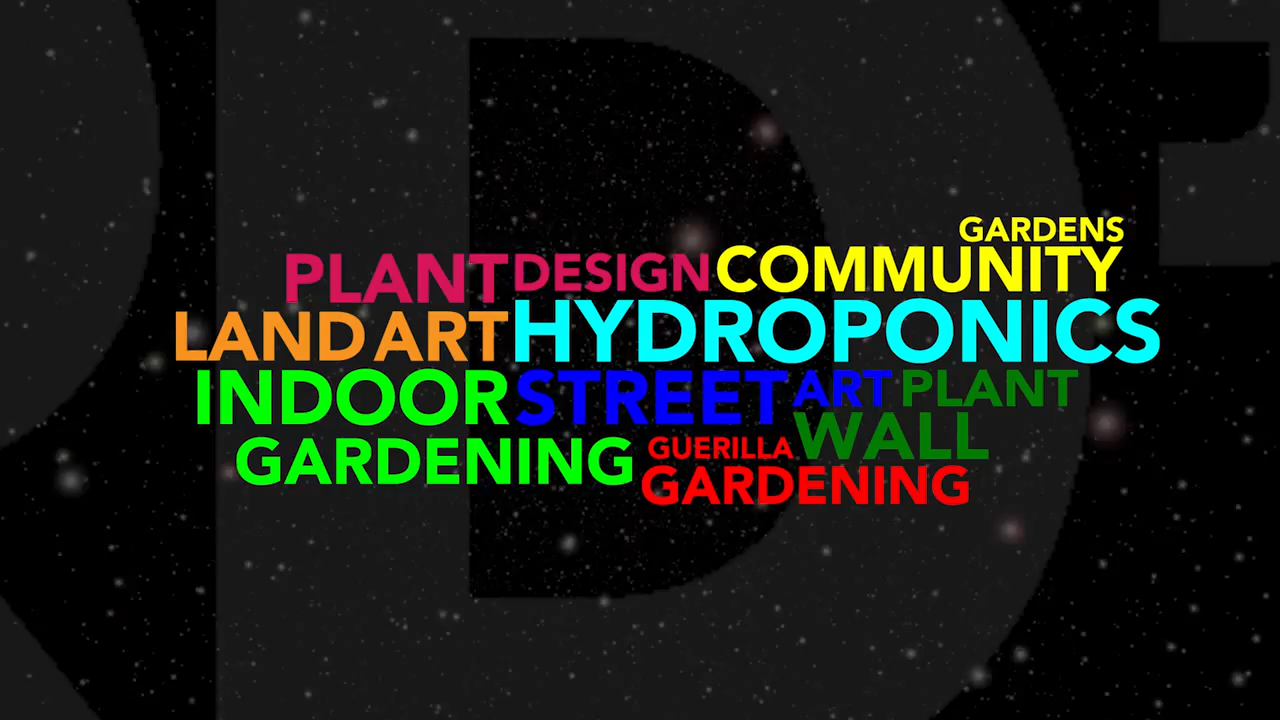 GARDENS
PLANT DESIGN COMMUNITY
LAND ART HYDROPONICS
INDOOR STREET ART PLANT
GARDENING GUERILLA WALL
GARDENING